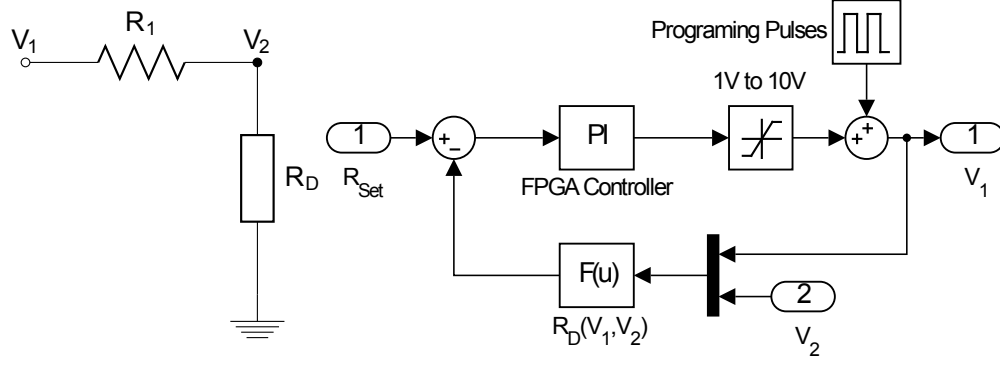 V1
R1
V2
RD
Programing Pulses
1V to 10V
1
RSet
+
−
PI
FPGA Controller
+
+
1
V1
F(u)
RD(V1,V2)
2
V2